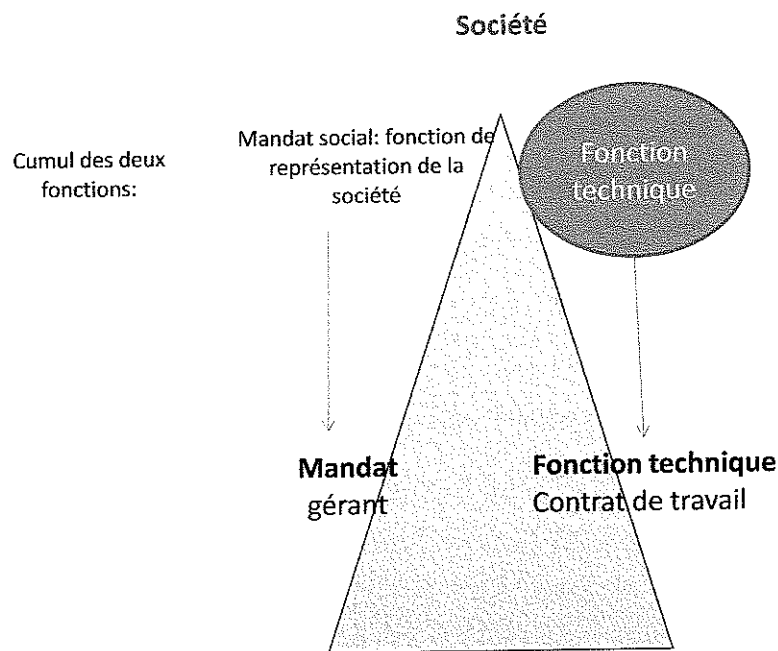 Société
Cumul des deux
fonctions:
Mandat social: fonction de
représentation de la
société
Fonction
technique
Mandat
gérant
Fonction technique
Contrat de travail